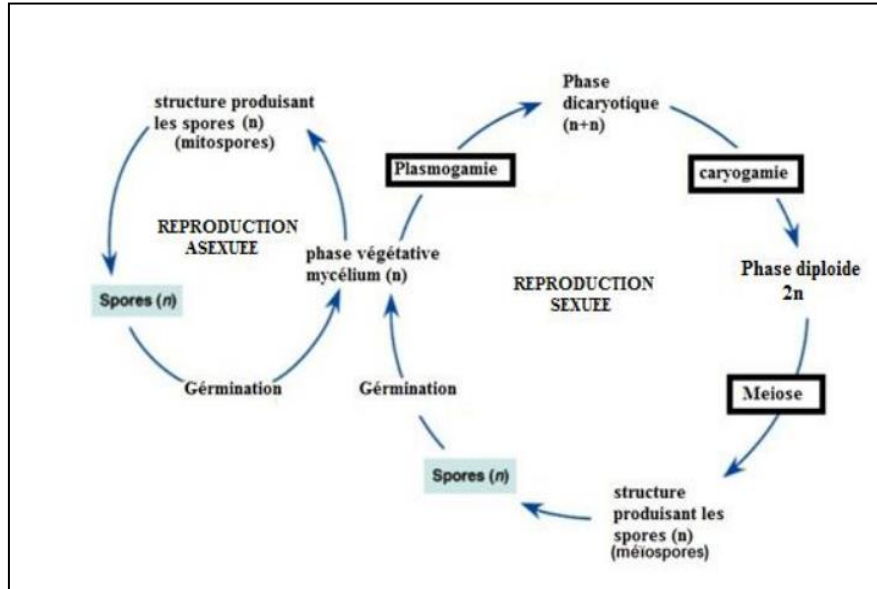 structure produisant
les spores (n)
(mitospores)
REPRODUCTION
ASEXUEE
Spores (n)
Gérmination
phase végétative
mycélium (n)
Plasmogamie
Phase
dicaryotique
(n+n)
caryogamie
Phase diploide
2n
REPRODUCTION
SEXUEE
Meiose
structure
produisant les
spores (n)
(méïospores)
Spores (n)
Gérmination